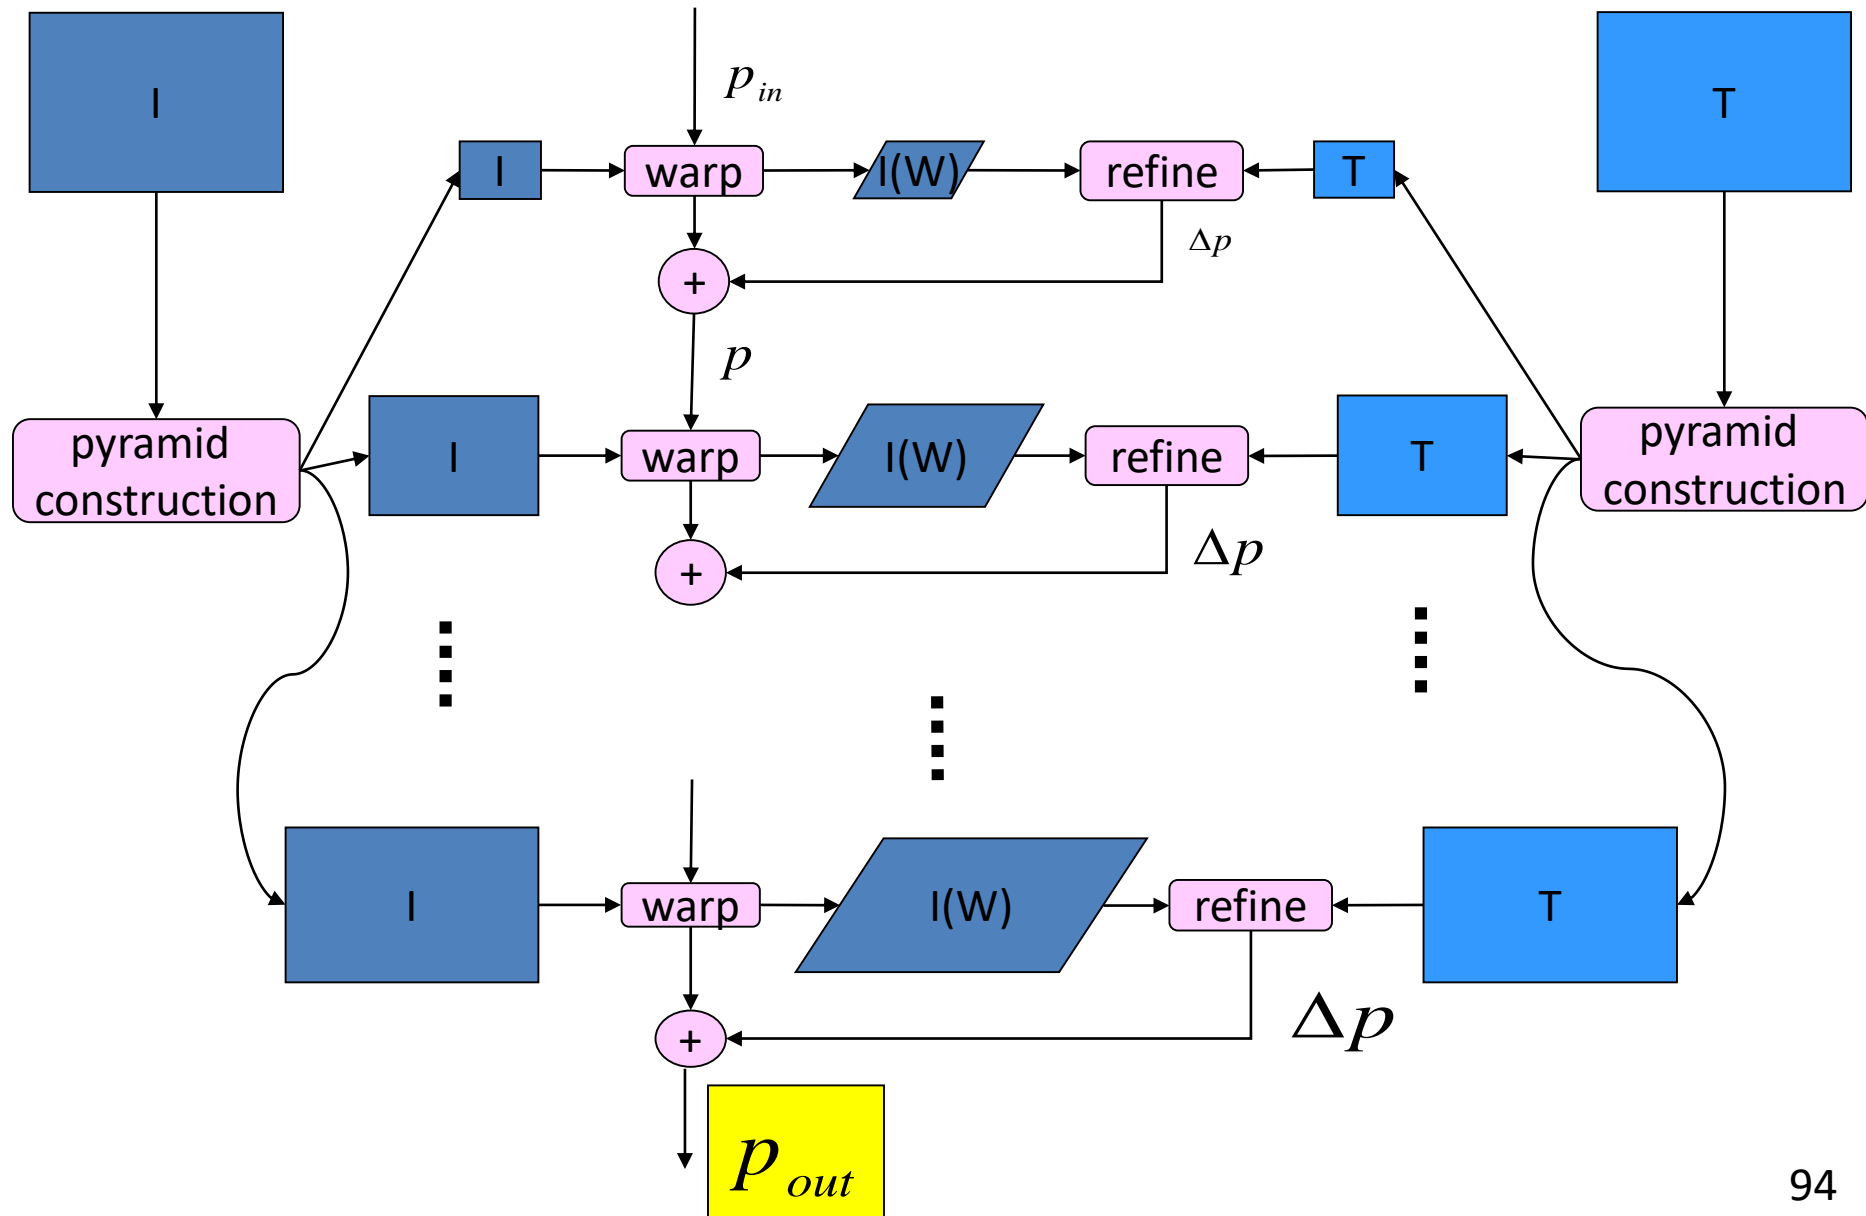 I
T
p in
I
warp
I(W)
refine
T
Δp
+
p
pyramid
construction
I
warp
I(W)
refine
T
pyramid
construction
Δp
+
I
warp
I(W)
refine
T
Δp
+
p out
94